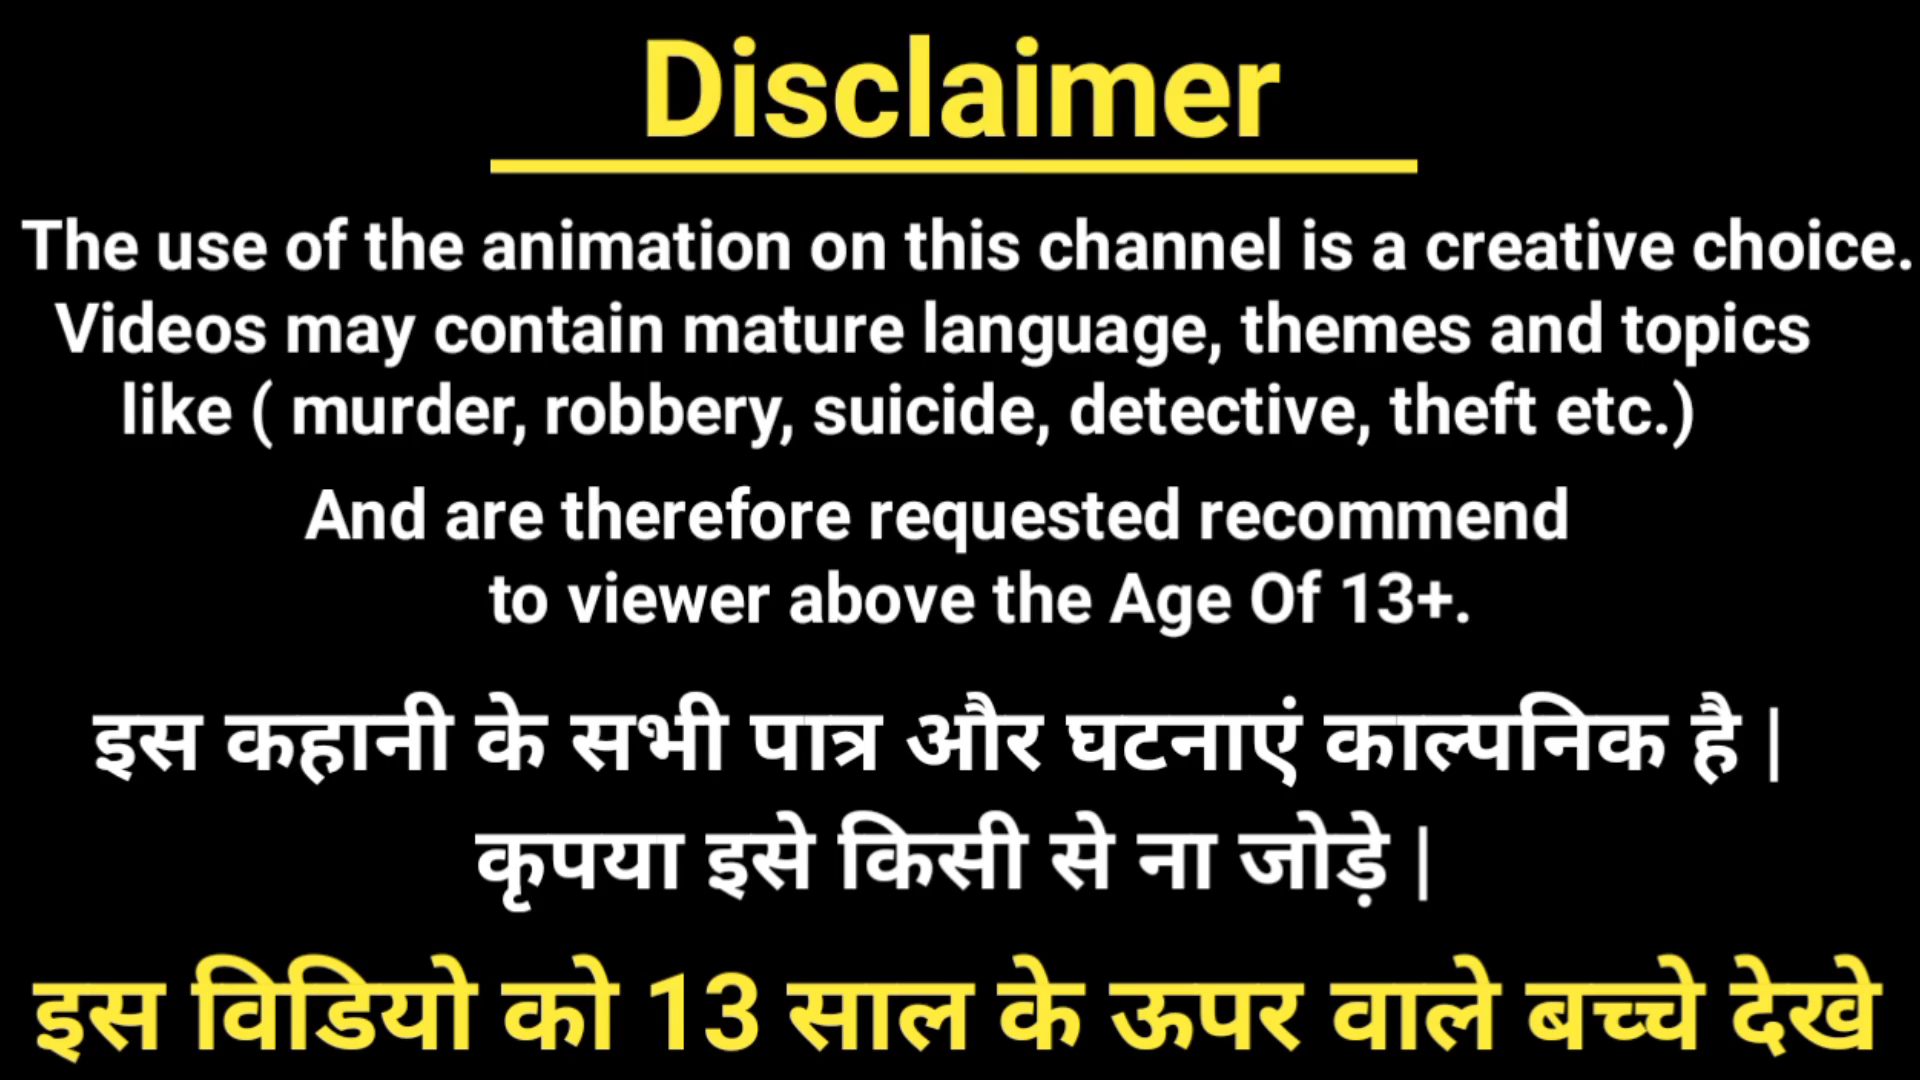 Disclaimer
The use of the animation on this channel is a creative choice.
Videos may contain mature language, themes and topics
like ( murder, robbery, suicide, detective, theft etc.)
And are therefore requested recommend
to viewer above the Age Of 13+.
इस कहानी के सभी पात्र और घटनाएं काल्पनिक है |
कृपया इसे किसी से ना जोड़े |
इस विडियो को 13 साल के ऊपर वाले बच्चे देखे